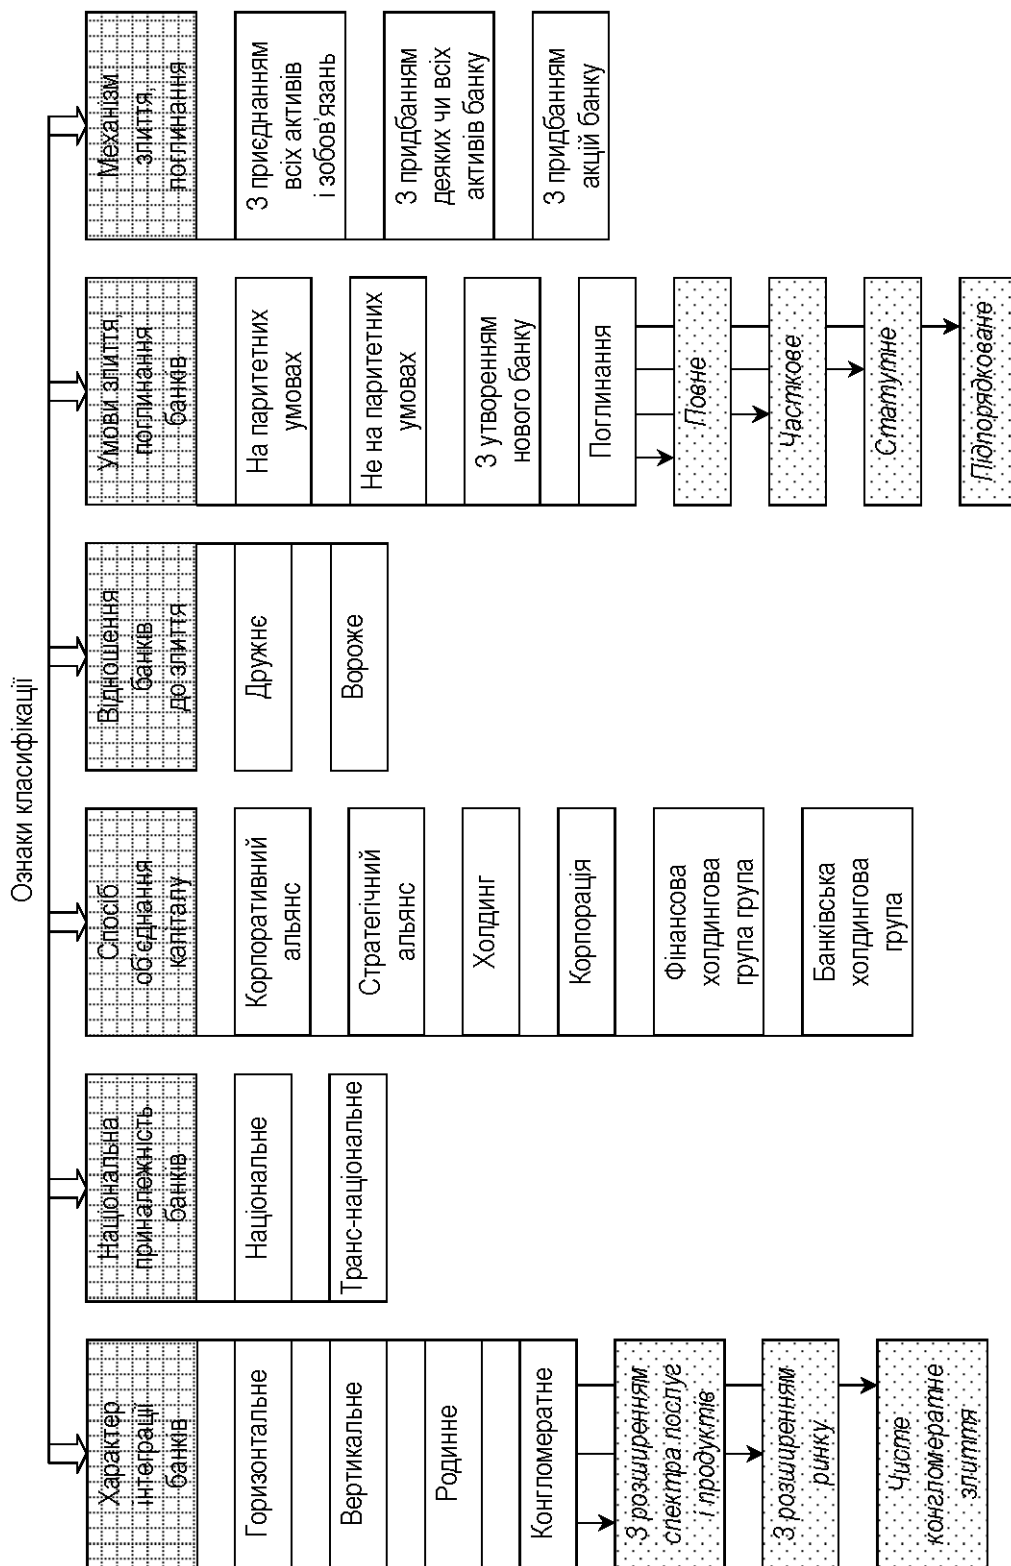 Ознаки класифікації
Характер
інтеграції
банків
Горизонтальне
Вертикальне
Родинне
Конгломератне
З розширенням
спектра послуг
і продуктів
З розширенням
ринку
Чисте
конгломератне
злиття
Національна
приналежність
банків
Національне
Транс-національне
Спосіб
об'єднання
капіталу
Корпоративний
альянс
Стратегічний
альянс
Холдинг
Корпорація
Фінансова
холдингова
група група
Банківська
холдингова
група
Відношення
банків
до злиття
Дружнє
Вороже
Умови злиття,
поглинання
банків
На паритетних
умовах
Не на паритетних
умовах
З утворенням
нового банку
Поглинання
Повне
Часткове
Статутне
Підпорядковане
Механізм
злиття,
поглинання
З приєднанням
всіх активів
і зобов'язань
З придбанням
деяких чи всіх
активів банку
З придбанням
акцій банку